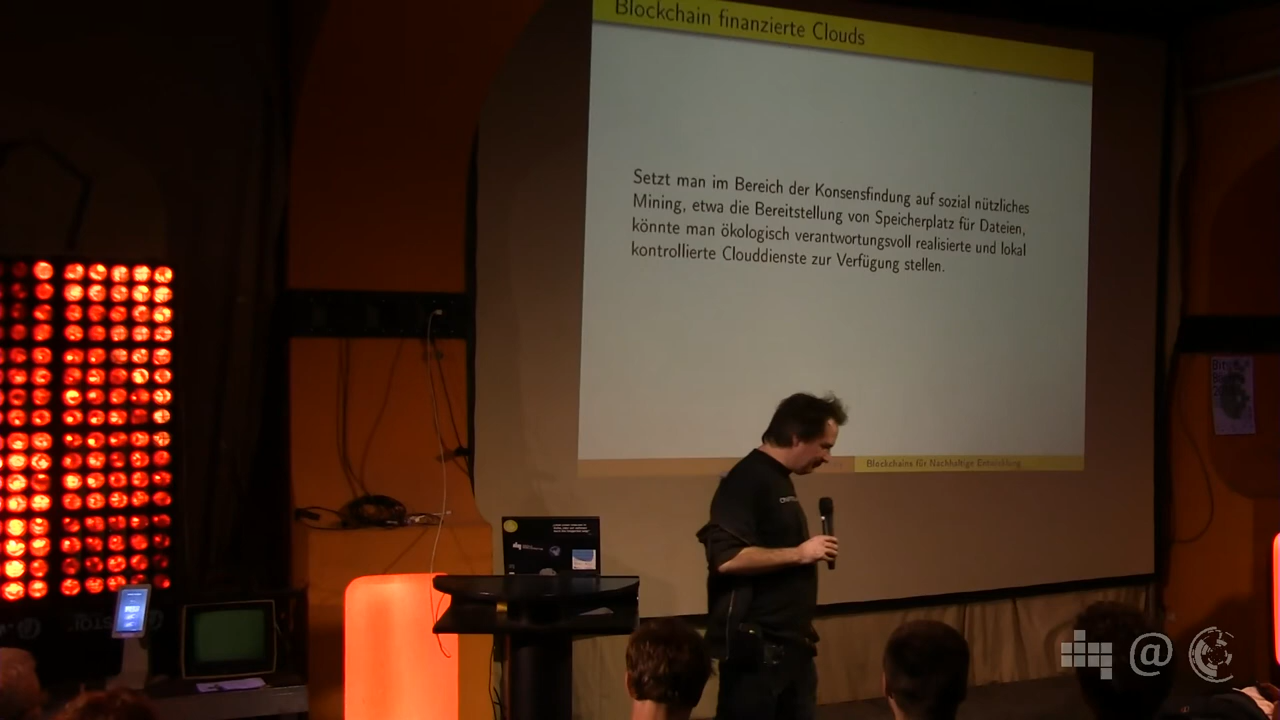 Blockchain finanzierte Clouds
Setzt man im Bereich der Konsensfindung auf sozial nützliches
Mining, etwa die Bereitstellung von Speicherplatz für Dateien,
könnte man ökologisch verantwortungsvoll realisierte und lokal
kontrollierte Clouddienste zur Verfügung stellen.
Blockchains für Nachhaltige Entwicklung
@